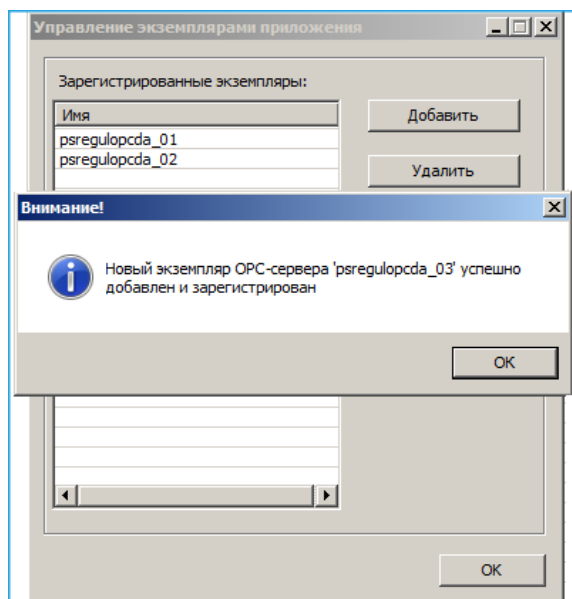 Управление экземплярами приложения
Зарегистрированные экземпляры:
Имя
Добавить
psregulopcda_01
psregulopcda_02
Удалить
Внимание!
Новый экземпляр OPC-сервера 'psregulopcda_03' успешно
добавлен и зарегистрирован
OK
OK